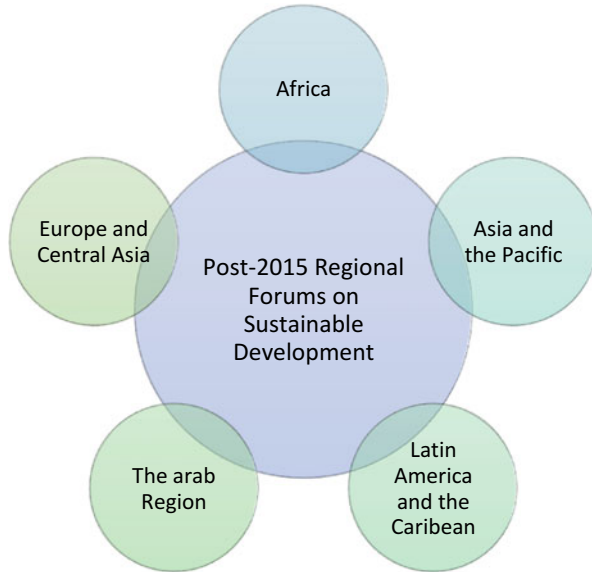 Africa
Europe and
Central Asia
Asia and
the Pacific
Post-2015 Regional
Forums on
Sustainable
Development
The arab
Region
Latin
America
and the
Caribean